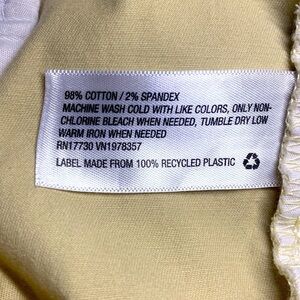 98% COTTON / 2% SPANDEX
MACHINE WASH COLD WITH LIKE COLORS, ONLY NON-
CHLORINE BLEACH WHEN NEEDED, TUMBLE DRY LOW
WARM IRON WHEN NEEDED
RN17730 VN1978357
LABEL MADE FROM 100% RECYCLED PLASTIC